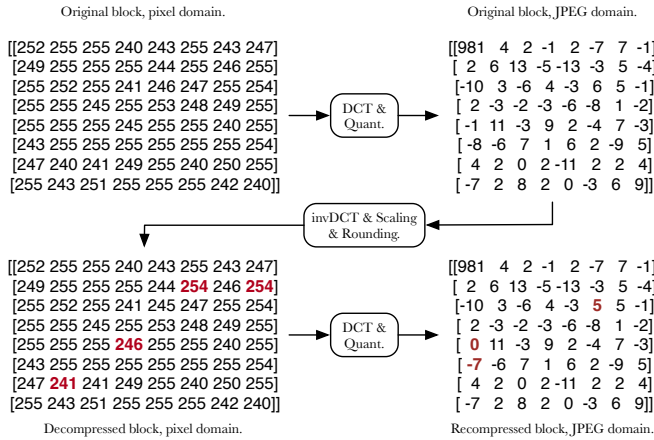 Original block, pixel domain.
Original block, JPEG domain.
[[252 255 255 240 243 255 243 247]
[249 255 255 255 244 255 246 255]
[255 252 255 241 246 247 255 254]
[255 255 245 255 253 248 249 255]
[255 255 255 245 255 255 240 255]
[243 255 255 255 255 255 255 254]
[247 240 241 249 255 240 250 255]
[255 243 251 255 255 255 242 240]]
DCT &
Quant.
[[981 4 2 -1 2 -7 7 -1]
[ 2 6 13 -5 -13 -3 5 -4]
[-10 3 -6 4 -3 6 5 -1]
[ 2 -3 -2 -3 -6 -8 1 -2]
[ -1 11 -3 9 2 -4 7 -3]
[ -8 -6 7 1 6 2 -9 5]
[ 4 2 0 2 -11 2 2 4]
[ -7 2 8 2 0 -3 6 9]]
invDCT & Scaling
& Rounding.
[[252 255 255 240 243 255 243 247]
[249 255 255 255 244 254 246 254]
[255 252 255 241 245 247 255 254]
[255 255 245 255 253 248 249 255]
[255 255 255 246 255 255 240 255]
[243 255 255 255 255 255 255 254]
[247 241 241 249 255 240 250 255]
[255 243 251 255 255 255 242 240]]
DCT &
Quant.
[[981 4 2 -1 2 -7 7 -1]
[ 2 6 13 -5 -13 -3 5 -4]
[-10 3 -6 4 -3 5 5 -1]
[ 2 -3 -2 -3 -6 -8 1 -2]
[ 0 11 -3 9 2 -4 7 -3]
[ -7 -6 7 1 6 2 -9 5]
[ 4 2 0 2 -11 2 2 4]
[ -7 2 8 2 0 -3 6 9]]
Decompressed block, pixel domain.
Recompressed block, JPEG domain.